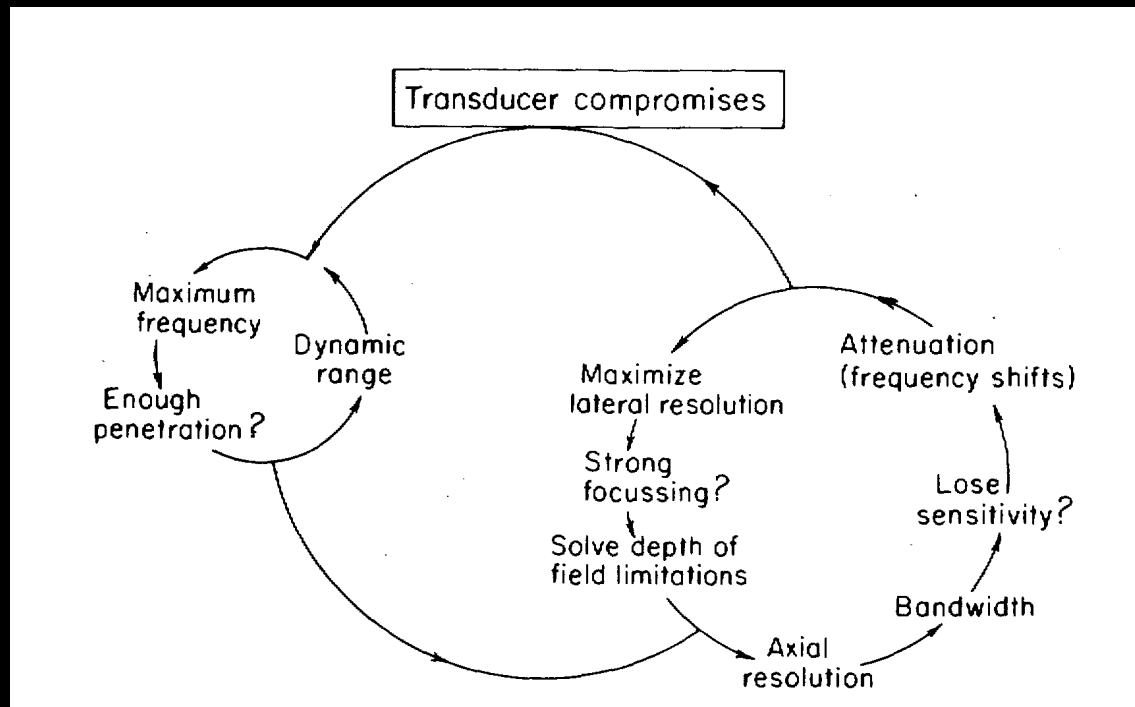 Transducer compromises
Maximum
frequency
Enough
penetration?
Dynamic
range
Maximize
lateral resolution
Strong
focussing?
Solve depth of
field limitations
Axial
resolution
Bandwidth
Lose
sensitivity?
Attenuation
(frequency shifts)